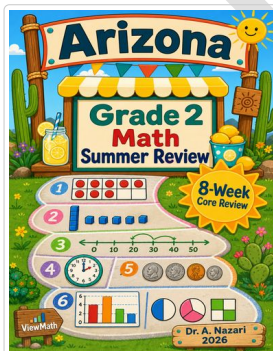 Arizona
Grade 2
Math
Summer Review
8-Week
Core Review
1
2
3
0 10 20 30 40 50
4
5
6
ViewMath
Dr. A. Nazari
2026